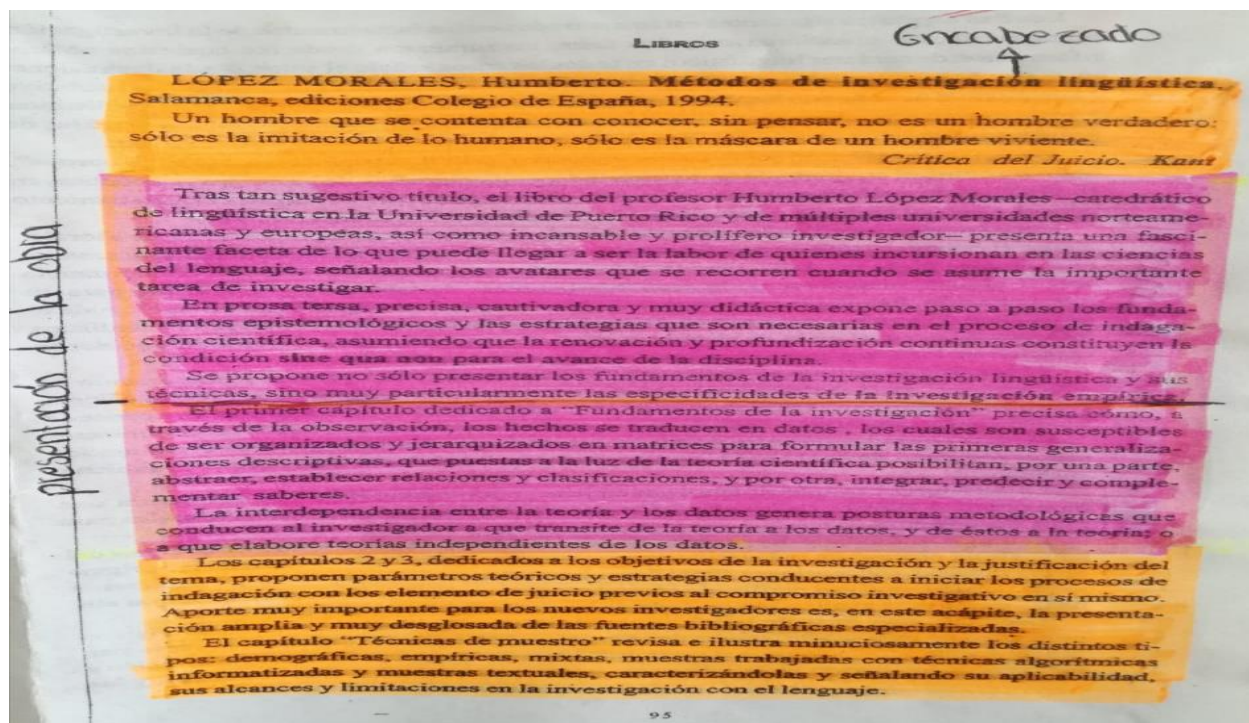 LIBROS
Encabezado
LÓPEZ MORALES, Humberto. Métodos de investigación lingüística.
Salamanca, ediciones Colegio de España, 1994.
Un hombre que se contenta con conocer, sin pensar, no es un hombre verdadero;
sólo es la imitación de lo humano, sólo es la máscara de un hombre viviente.
Crítica del Juicio. Kant
presentación de la obra
Tras tan sugestivo título, el libro del profesor Humberto López Morales —catedrático
de lingüística en la Universidad de Puerto Rico y de múltiples universidades norteame-
ricanas y europeas, así como incansable y prolífero investigador— presenta una fasci-
nante faceta de lo que puede llegar a ser la labor de quienes incursionan en las ciencias
del lenguaje, señalando los avatares que se recorren cuando se asume la importante
tarea de investigar.
En prosa tersa, precisa, cautivadora y muy didáctica expone paso a paso los funda-
mentos epistemológicos y las estrategias que son necesarias en el proceso de indaga-
ción científica, asumiendo que la renovación y profundización continuas constituyen la
condición sine qua non para el avance de la disciplina.
Se propone no sólo presentar los fundamentos de la investigación lingüística y sus
técnicas, sino muy particularmente las especificidades de la investigación empírica.
El primer capítulo dedicado a "Fundamentos de la investigación" precisa cómo, a
través de la observación, los hechos se traducen en datos , los cuales son susceptibles
de ser organizados y jerarquizados en matrices para formular las primeras generaliza-
ciones descriptivas, que puestas a la luz de la teoría científica posibilitan, por una parte,
abstraer, establecer relaciones y clasificaciones, y por otra, integrar, predecir y comple-
mentar saberes.
La interdependencia entre la teoría y los datos genera posturas metodológicas que
conducen al investigador a que transite de la teoría a los datos, y de éstos a la teoría; o
a que elabore teorías independientes de los datos.
Los capítulos 2 y 3, dedicados a los objetivos de la investigación y la justificación del
tema, proponen parámetros teóricos y estrategias conducentes a iniciar los procesos de
indagación con los elemento de juicio previos al compromiso investigativo en sí mismo.
Aporte muy importante para los nuevos investigadores es, en este acápite, la presenta-
ción amplia y muy desglosada de las fuentes bibliográficas especializadas.
El capítulo "Técnicas de muestro" revisa e ilustra minuciosamente los distintos ti-
pos: demográficas, empíricas, mixtas, muestras trabajadas con técnicas algorítmicas
informatizadas y muestras textuales, caracterizándolas y señalando su aplicabilidad,
sus alcances y limitaciones en la investigación con el lenguaje.
95